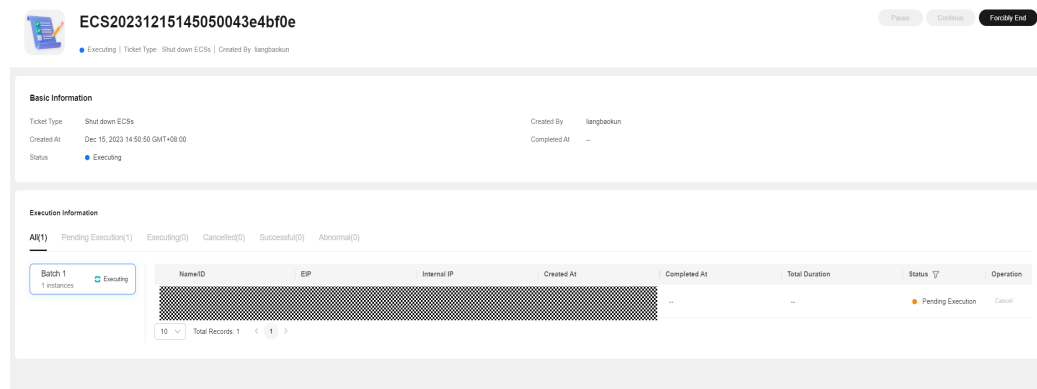 ECS20231215145050043e4bf0e
Pause Continue Forcibly End
Executing | Ticket Type Shut down ECSs | Created By liangbaokun
Basic Information
Ticket Type Shut down ECSs Created By liangbaokun
Created At Dec 15, 2023 14:50:50 GMT+08:00 Completed At --
Status Executing
Execution Information
All(1) Pending Execution(1) Executing(0) Cancelled(0) Successful(0) Abnormal(0)
Batch 1
1 instances
Executing
Name/ID EIP Internal IP Created At Completed At Total Duration Status Operation
-- -- Pending Execution Cancel
10 Total Records: 1 < 1 >